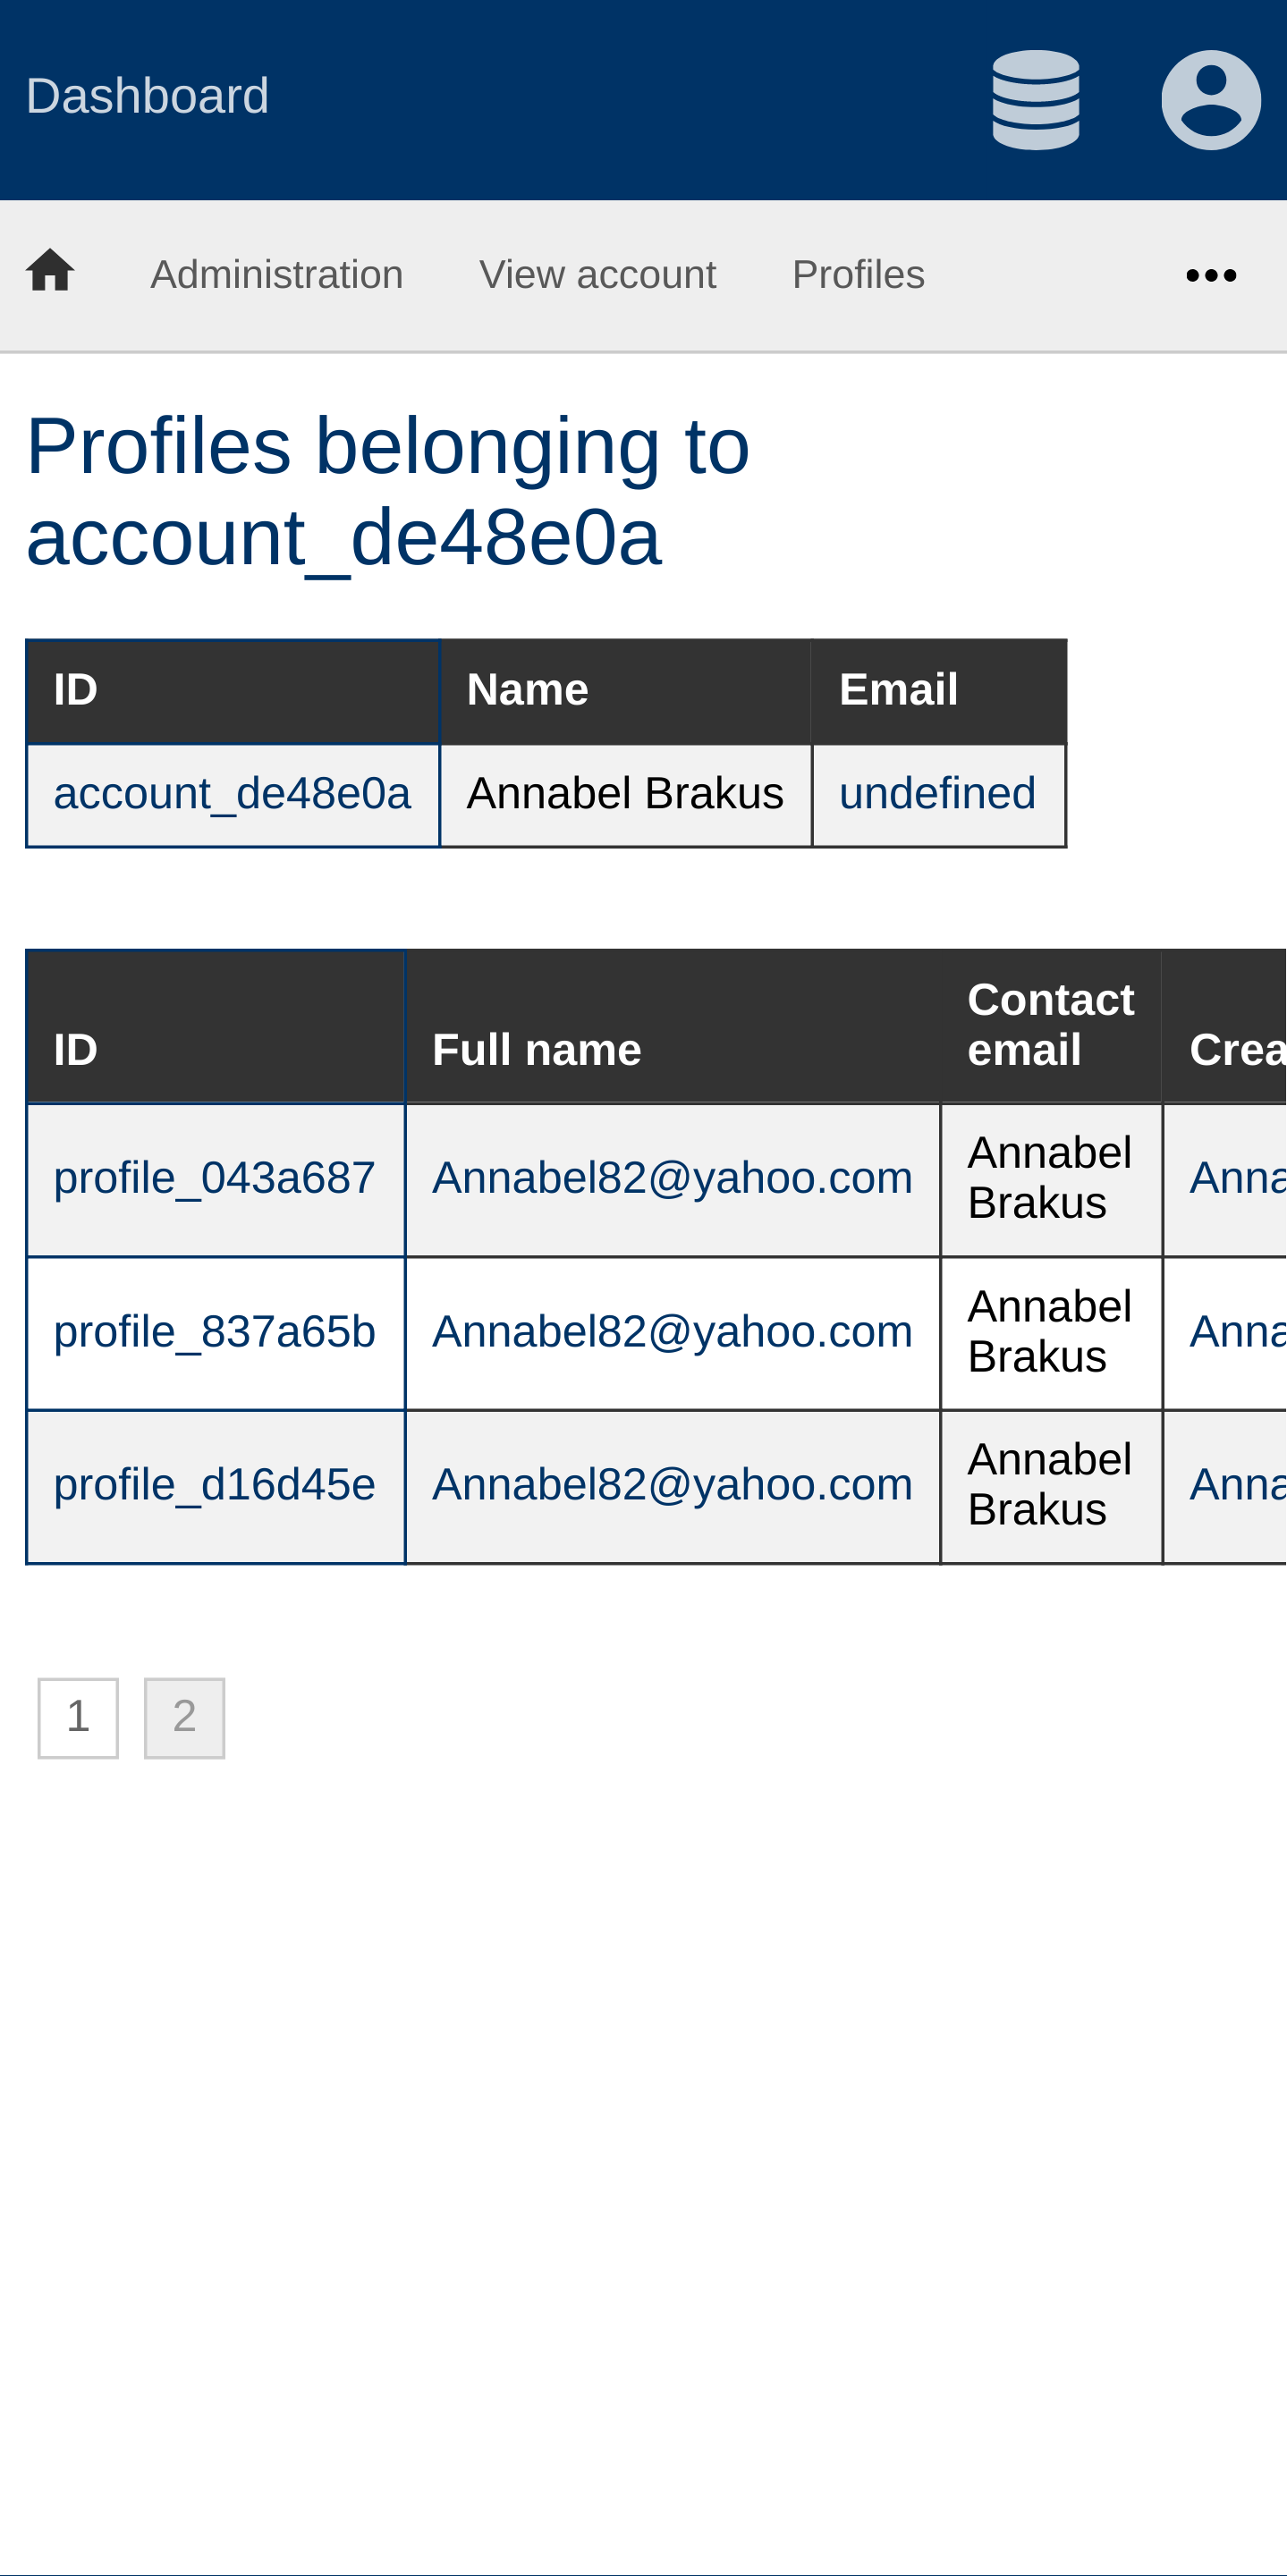 Dashboard
Administration View account Profiles
Profiles belonging to
account_de48e0a
ID Name Email
account_de48e0a Annabel Brakus undefined
Contact
ID Full name email Crea
Annabel
profile_043a687 Annabel82@yahoo.com Anna
Brakus
Annabel
profile_837a65b Annabel82@yahoo.com Anna
Brakus
Annabel
profile_d16d45e Annabel82@yahoo.com Anna
Brakus
1 2